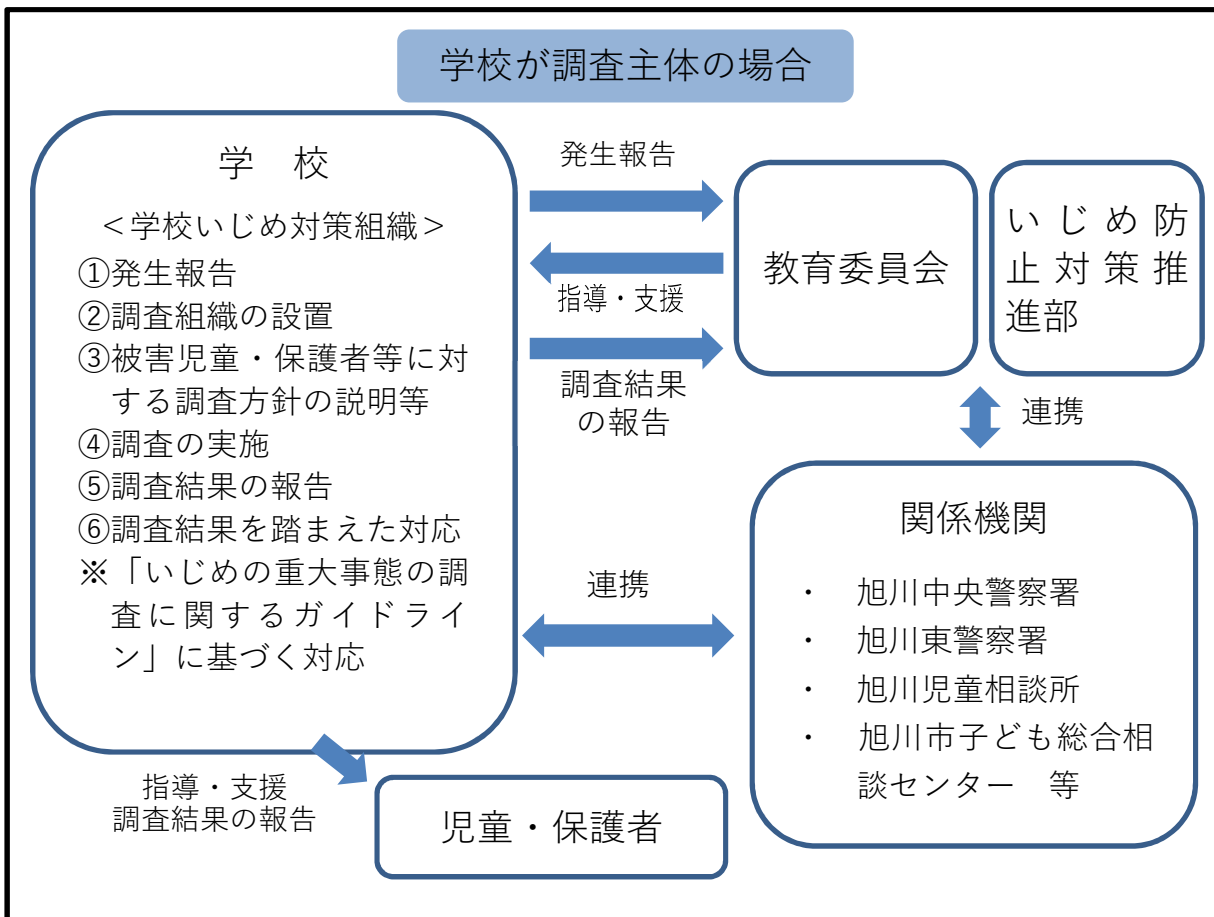 学校が調査主体の場合
学　校
＜学校いじめ対策組織＞
①発生報告
②調査組織の設置
③被害児童・保護者等に対
する調査方針の説明等
④調査の実施
⑤調査結果の報告
⑥調査結果を踏まえた対応
※「いじめの重大事態の調
査に関するガイドライ
ン」に基づく対応
発生報告
指導・支援
調査結果
の報告
教育委員会
いじめ防
止対策推
進部
連携
連携
関係機関
・　旭川中央警察署
・　旭川東警察署
・　旭川児童相談所
・　旭川市子ども総合相
談センター　等
指導・支援
調査結果の報告
児童・保護者